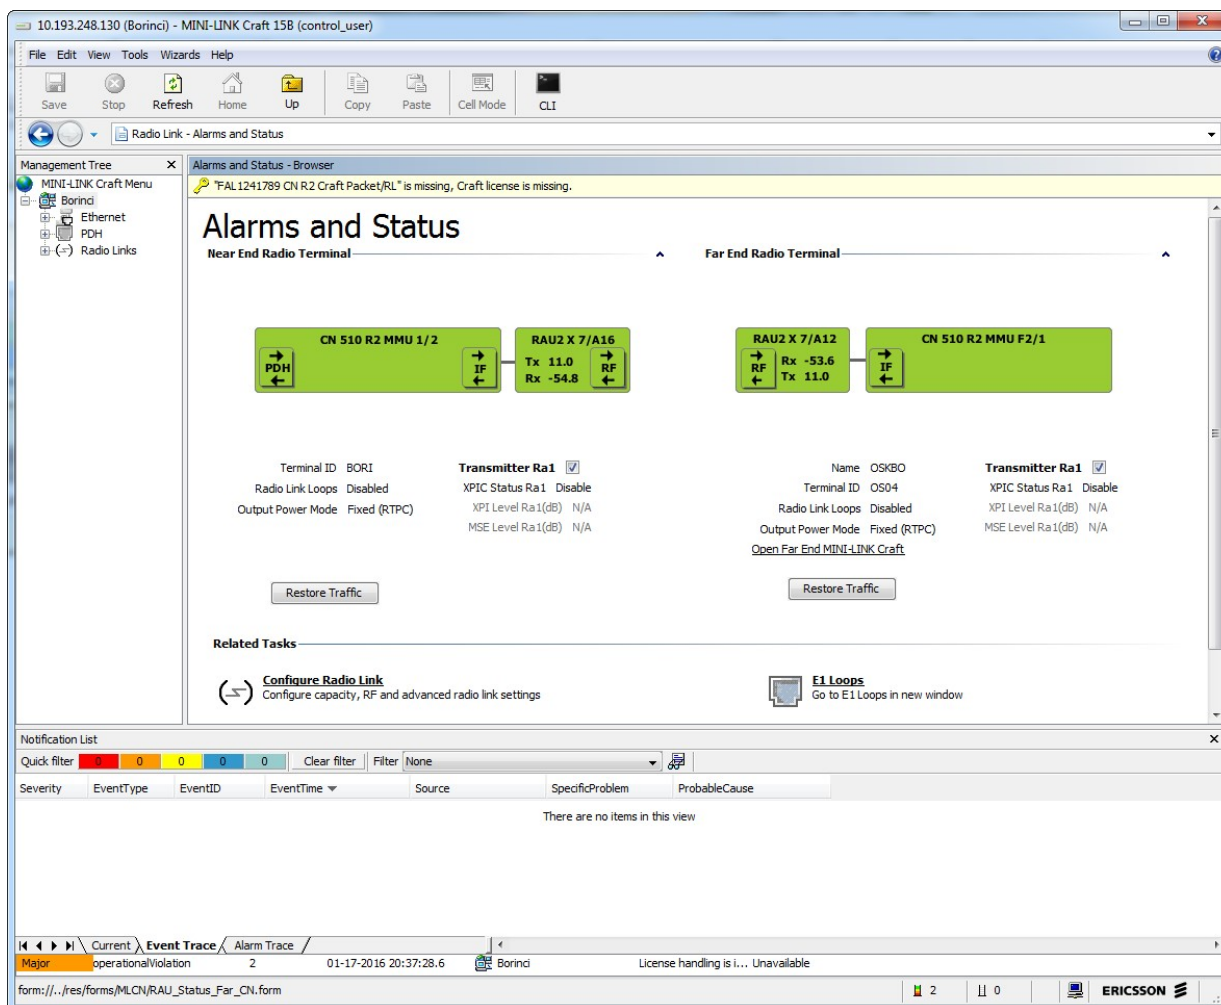 10.193.248.130 (Borinci) - MINI-LINK Craft 15B (control_user)
File Edit View Tools Wizards Help
Save Stop Refresh Home Up Copy Paste Cell Mode CLI
Radio Link - Alarms and Status
Management Tree
MINI-LINK Craft Menu
Borinci
Ethernet
PDH
Radio Links
Alarms and Status - Browser
"FAL1241789 CN R2 Craft Packet/RL" is missing, Craft license is missing.
Alarms and Status
Near End Radio Terminal
CN 510 R2 MMU 1/2
PDH
IF
RAU2 X 7/A16
Tx 11.0
Rx -54.8
RF
Terminal ID BORI
Radio Link Loops Disabled
Output Power Mode Fixed (RTPC)
Transmitter Ra1
XPIC Status Ra1 Disable
XPI Level Ra1(dB) N/A
MSE Level Ra1(dB) N/A
Restore Traffic
Far End Radio Terminal
RAU2 X 7/A12
RF
Rx -53.6
Tx 11.0
CN 510 R2 MMU F2/1
IF
Name OSKBO
Terminal ID OS04
Radio Link Loops Disabled
Output Power Mode Fixed (RTPC)
Open Far End MINI-LINK Craft
Transmitter Ra1
XPIC Status Ra1 Disable
XPI Level Ra1(dB) N/A
MSE Level Ra1(dB) N/A
Restore Traffic
Related Tasks
Configure Radio Link
Configure capacity, RF and advanced radio link settings
E1 Loops
Go to E1 Loops in new window
Notification List
Quick filter 0 0 0 0 0 Clear filter Filter None
Severity EventType EventID EventTime Source SpecificProblem ProbableCause
There are no items in this view
Current Event Trace Alarm Trace
Major operationalViolation 2 01-17-2016 20:37:28.6 Borinci License handling is i... Unavailable
form://../res/forms/MLCN/RAU_Status_Far_CN.form 2 0 ERICSSON